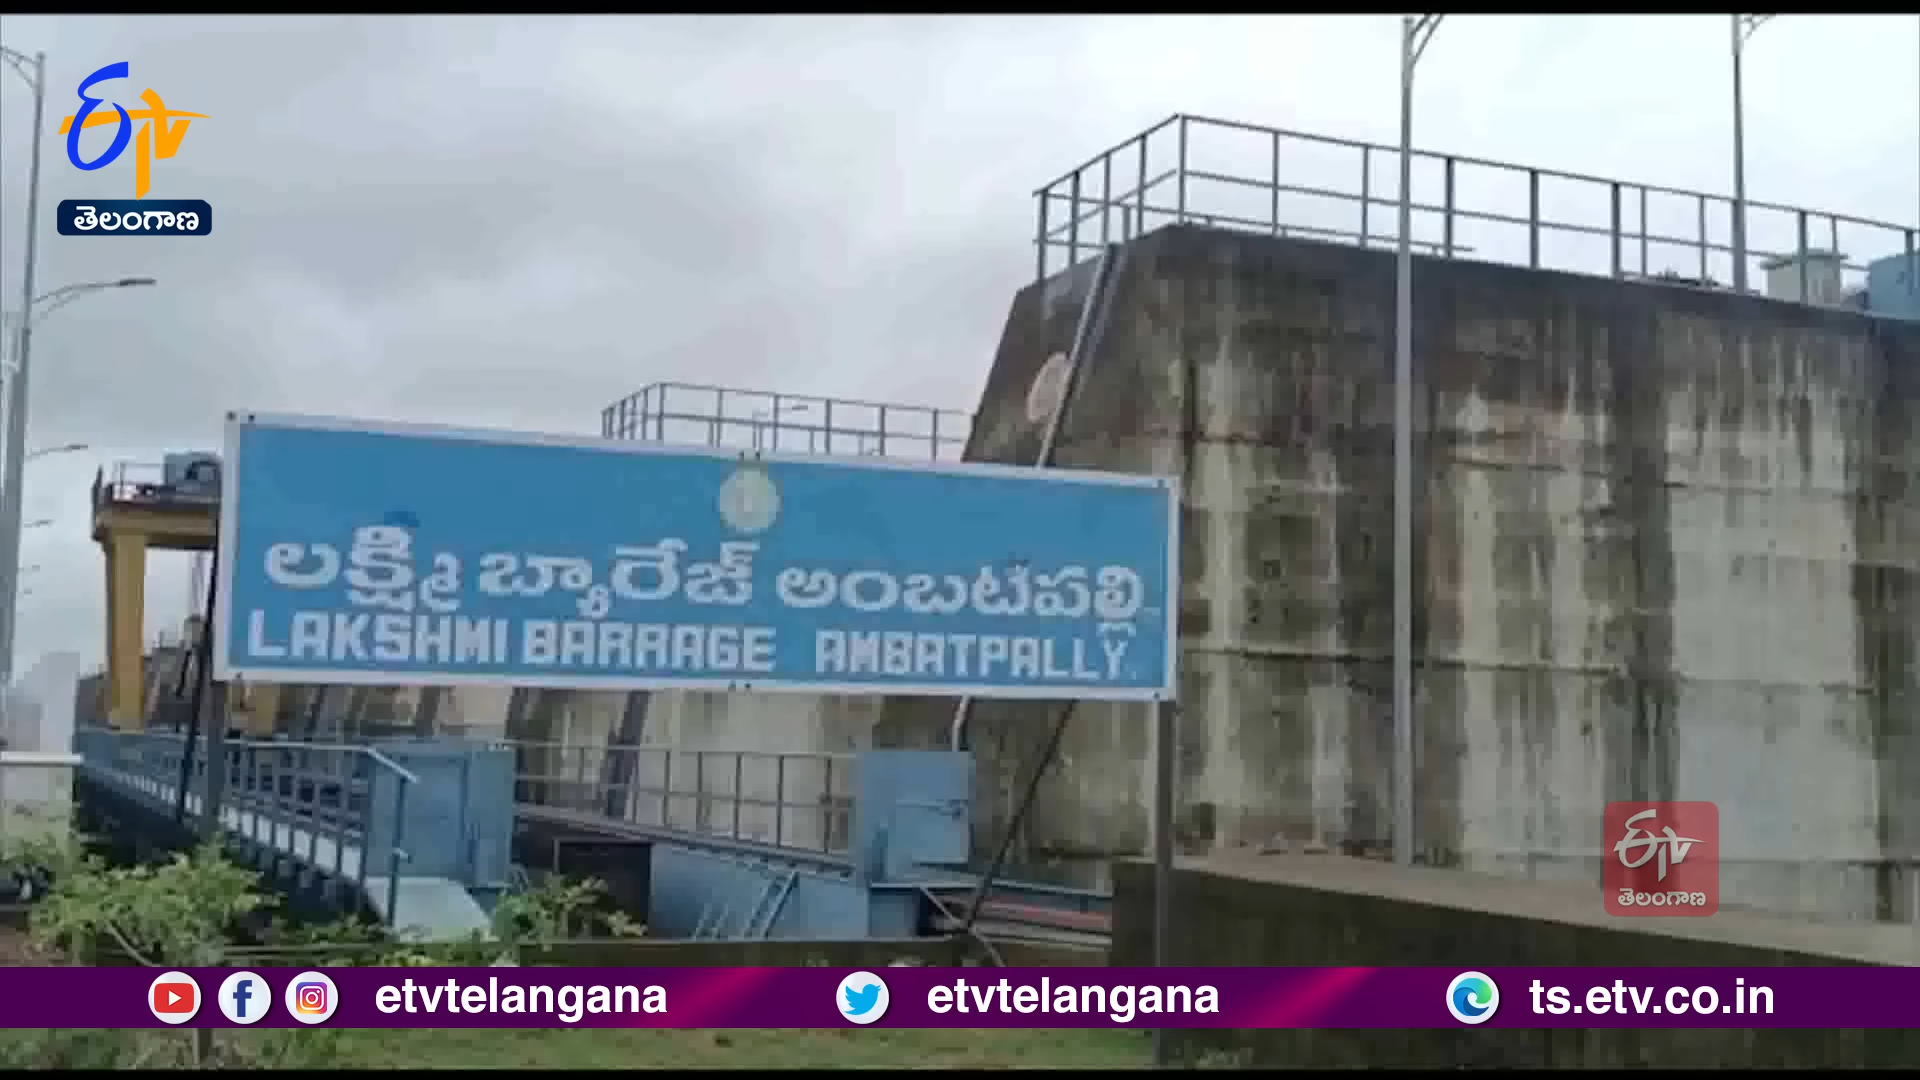 ETV
తెలంగాణ
లక్ష్మి బ్యారేజ్ అంబటపల్లి
LAKSHMI BARRAGE AMBATPALLY.
ETV
తెలంగాణ
etvtelangana etvtelangana ts.etv.co.in